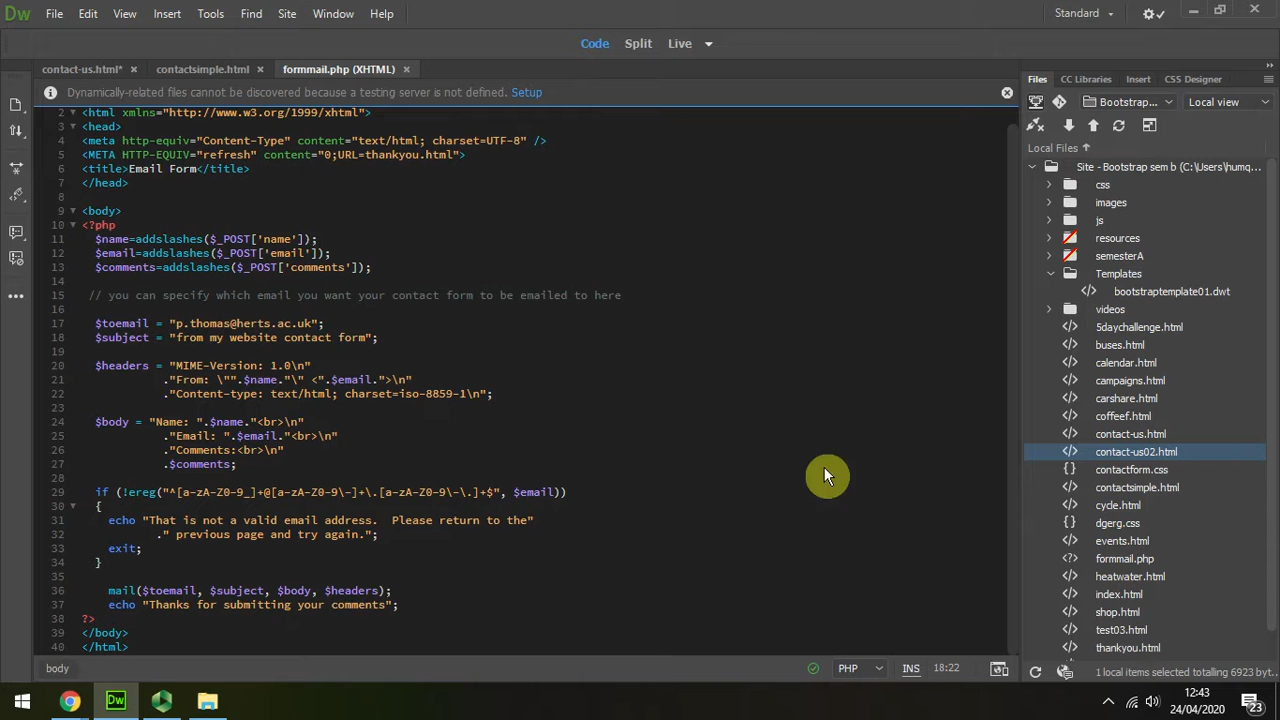 Dw File Edit View Insert Tools Find Site Window Help Standard
Code Split Live
contact-us.html* contactsimple.html formmail.php (XHTML)
Dynamically-related files cannot be discovered because a testing server is not defined. Setup
2 <html xmlns="http://www.w3.org/1999/xhtml">
3 <head>
4 <meta http-equiv="Content-Type" content="text/html; charset=UTF-8" />
5 <META HTTP-EQUIV="refresh" content="0;URL=thankyou.html">
6 <title>Email Form</title>
7 </head>
8
9 <body>
10 <?php
11 $name=addslashes($_POST['name']);
12 $email=addslashes($_POST['email']);
13 $comments=addslashes($_POST['comments']);
14
15 // you can specify which email you want your contact form to be emailed to here
16
17 $toemail = "p.thomas@herts.ac.uk";
18 $subject = "from my website contact form";
19
20 $headers = "MIME-Version: 1.0\n"
21 ."From: \"".$name."\" <".$email.">\n"
22 ."Content-type: text/html; charset=iso-8859-1\n";
23
24 $body = "Name: ".$name."<br>\n"
25 ."Email: ".$email."<br>\n"
26 ."Comments:<br>\n"
27 .$comments;
28
29 if (!ereg("^[a-zA-Z0-9_]+@[a-zA-Z0-9\-]+\.[a-zA-Z0-9\-\.]+$", $email))
30 {
31 echo "That is not a valid email address.  Please return to the"
32 ." previous page and try again.";
33 exit;
34 }
35
36 mail($toemail, $subject, $body, $headers);
37 echo "Thanks for submitting your comments";
38 ?>
39 </body>
40 </html>
body PHP INS 18:22
Files CC Libraries Insert CSS Designer
Bootstrap... Local view
Local Files
Site - Bootstrap sem b (C:\Users\humq...
css
images
js
resources
semesterA
Templates
bootstraptemplate01.dwt
videos
5daychallenge.html
buses.html
calendar.html
campaigns.html
carshare.html
coffeef.html
contact-us.html
contact-us02.html
contactform.css
contactsimple.html
cycle.html
dgerg.css
events.html
formmail.php
heatwater.html
index.html
shop.html
test03.html
thankyou.html
1 local items selected totalling 6923 byt...
12:43
24/04/2020
23